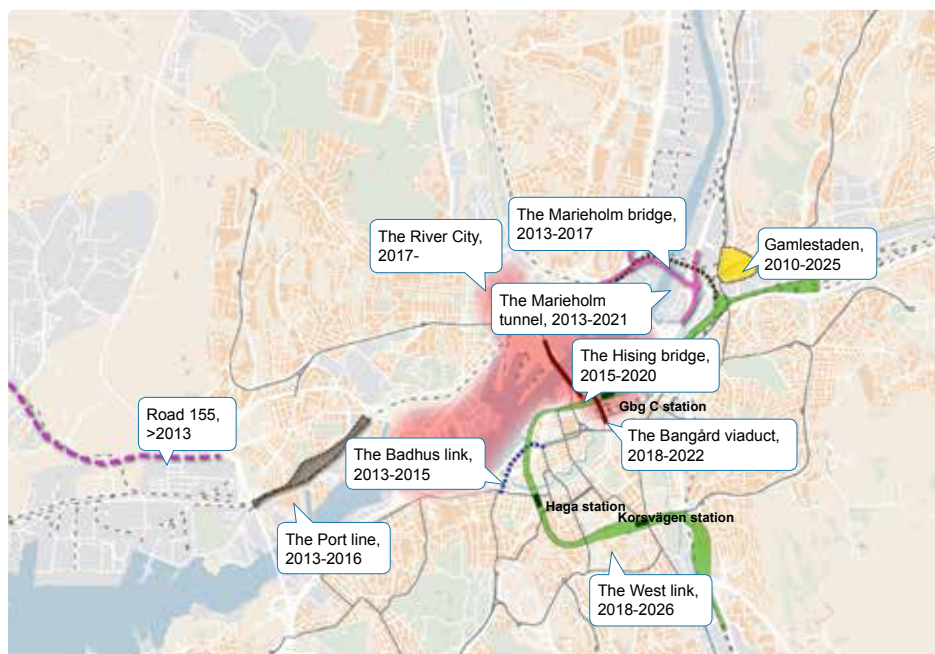 The Marieholm bridge,
2013-2017
The River City,
2017-
Gamlestaden,
2010-2025
The Marieholm
tunnel, 2013-2021
The Hising bridge,
2015-2020
Gbg C station
Road 155,
>2013
The Bangård viaduct,
2018-2022
The Badhus link,
2013-2015
Haga station
Korsvägen station
The Port line,
2013-2016
The West link,
2018-2026